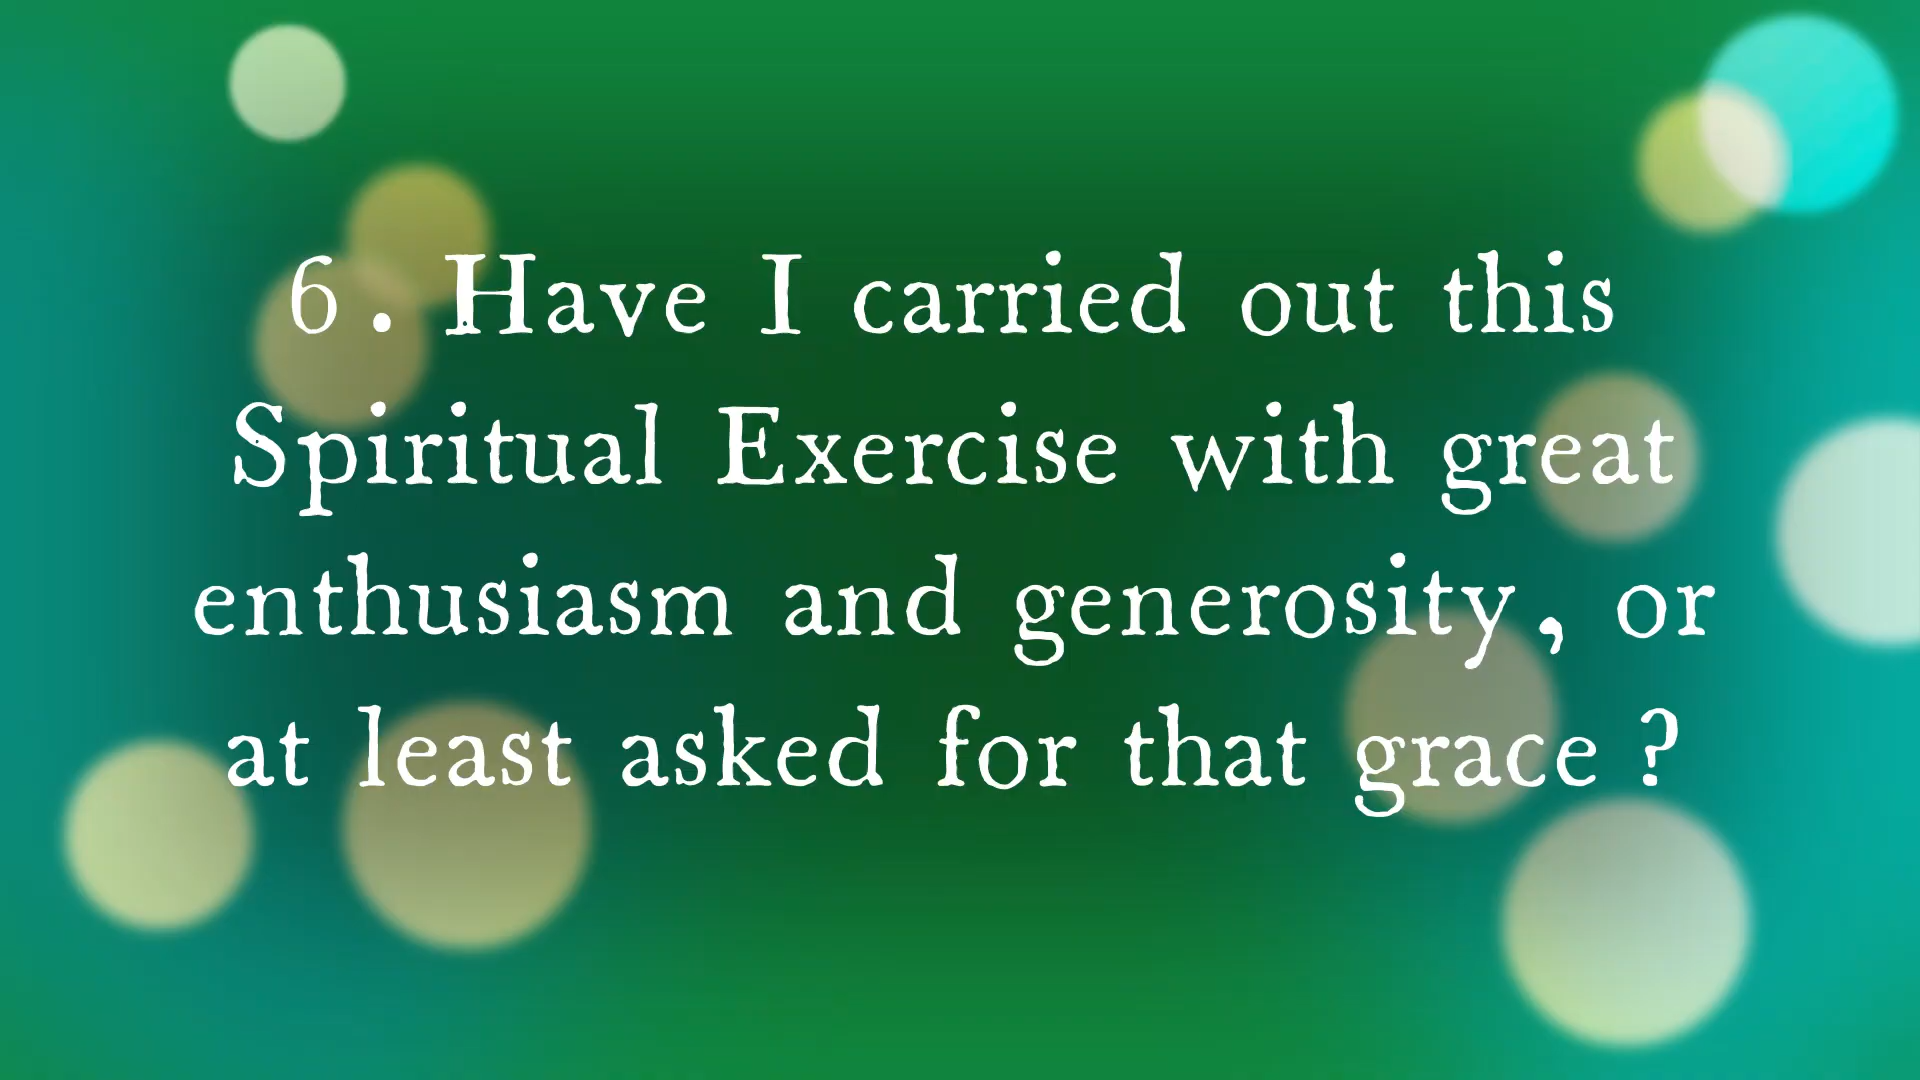 6. Have I carried out this
Spiritual Exercise with great
enthusiasm and generosity, or
at least asked for that grace?